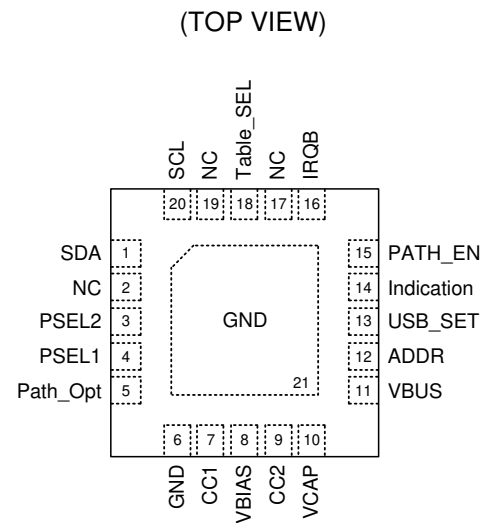 (TOP VIEW)
SCL
NC
Table_SEL
NC
IRQB
20
19
18
17
16
SDA 1
NC 2
PSEL2 3
PSEL1 4
Path_Opt 5
GND
21
15 PATH_EN
14 Indication
13 USB_SET
12 ADDR
11 VBUS
6
7
8
9
10
GND
CC1
VBIAS
CC2
VCAP